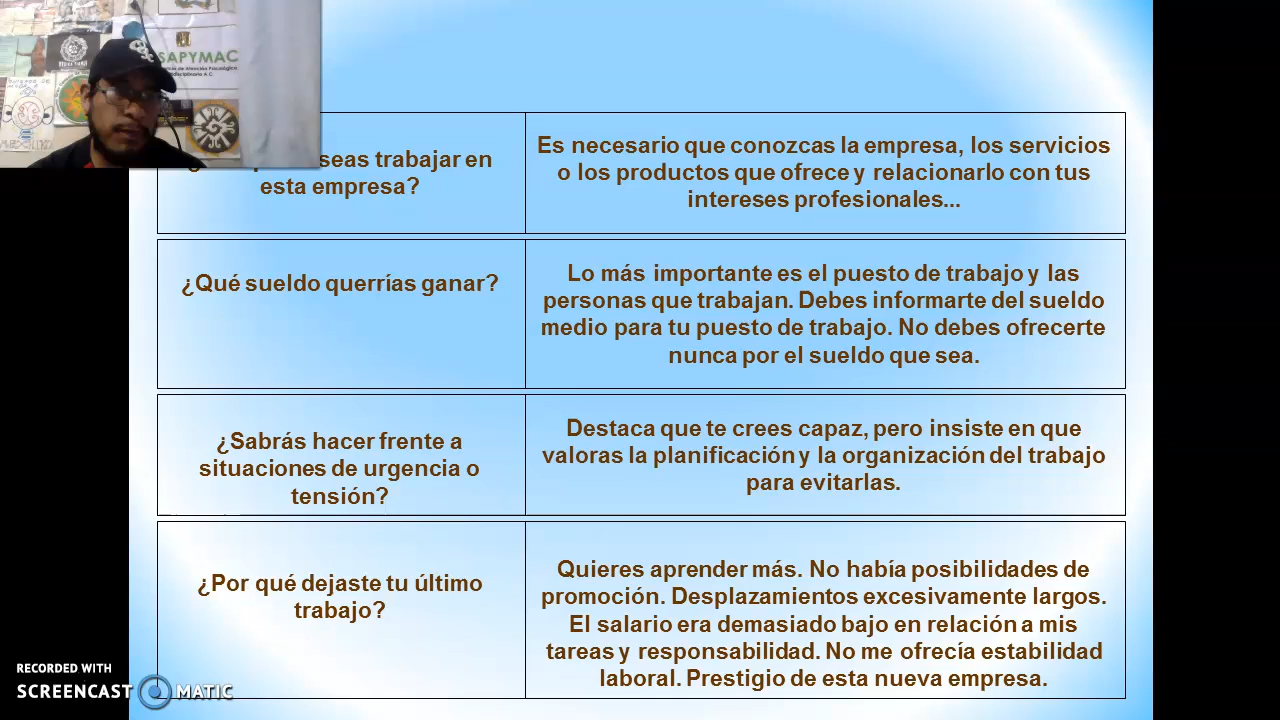 SAPYMAC
seas trabajar en
esta empresa?
Es necesario que conozcas la empresa, los servicios
o los productos que ofrece y relacionarlo con tus
intereses profesionales...
¿Qué sueldo querrías ganar?
Lo más importante es el puesto de trabajo y las
personas que trabajan. Debes informarte del sueldo
medio para tu puesto de trabajo. No debes ofrecerte
nunca por el sueldo que sea.
¿Sabrás hacer frente a
situaciones de urgencia o
tensión?
Destaca que te crees capaz, pero insiste en que
valoras la planificación y la organización del trabajo
para evitarlas.
¿Por qué dejaste tu último
trabajo?
Quieres aprender más. No había posibilidades de
promoción. Desplazamientos excesivamente largos.
El salario era demasiado bajo en relación a mis
tareas y responsabilidad. No me ofrecía estabilidad
laboral. Prestigio de esta nueva empresa.
RECORDED WITH
SCREENCAST MATIC